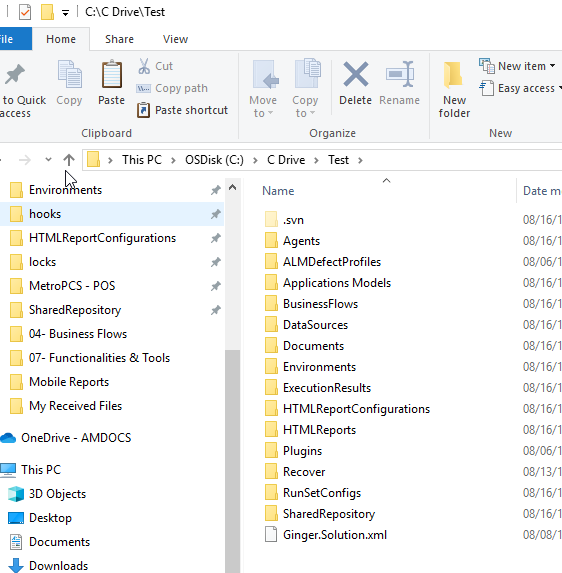 C:\C Drive\Test
File Home Share View
to Quick access
Copy
Paste
Cut
Copy path
Paste shortcut
Clipboard
Move to
Copy to
Delete
Rename
Organize
New folder
New item
Easy access
New
This PC > OSDisk (C:) > C Drive > Test >
Environments
hooks
HTMLReportConfigurations
locks
MetroPCS - POS
SharedRepository
04- Business Flows
07- Functionalities & Tools
Mobile Reports
My Received Files
OneDrive - AMDOCS
This PC
3D Objects
Desktop
Documents
Downloads
Name Date m
.svn 08/16/1
Agents 08/16/1
ALMDefectProfiles 08/06/1
Applications Models 08/16/1
BusinessFlows 08/16/1
DataSources 08/16/1
Documents 08/16/1
Environments 08/16/1
ExecutionResults 08/16/1
HTMLReportConfigurations 08/16/1
HTMLReports 08/16/1
Plugins 08/06/1
Recover 08/13/1
RunSetConfigs 08/16/1
SharedRepository 08/16/1
Ginger.Solution.xml 08/08/1